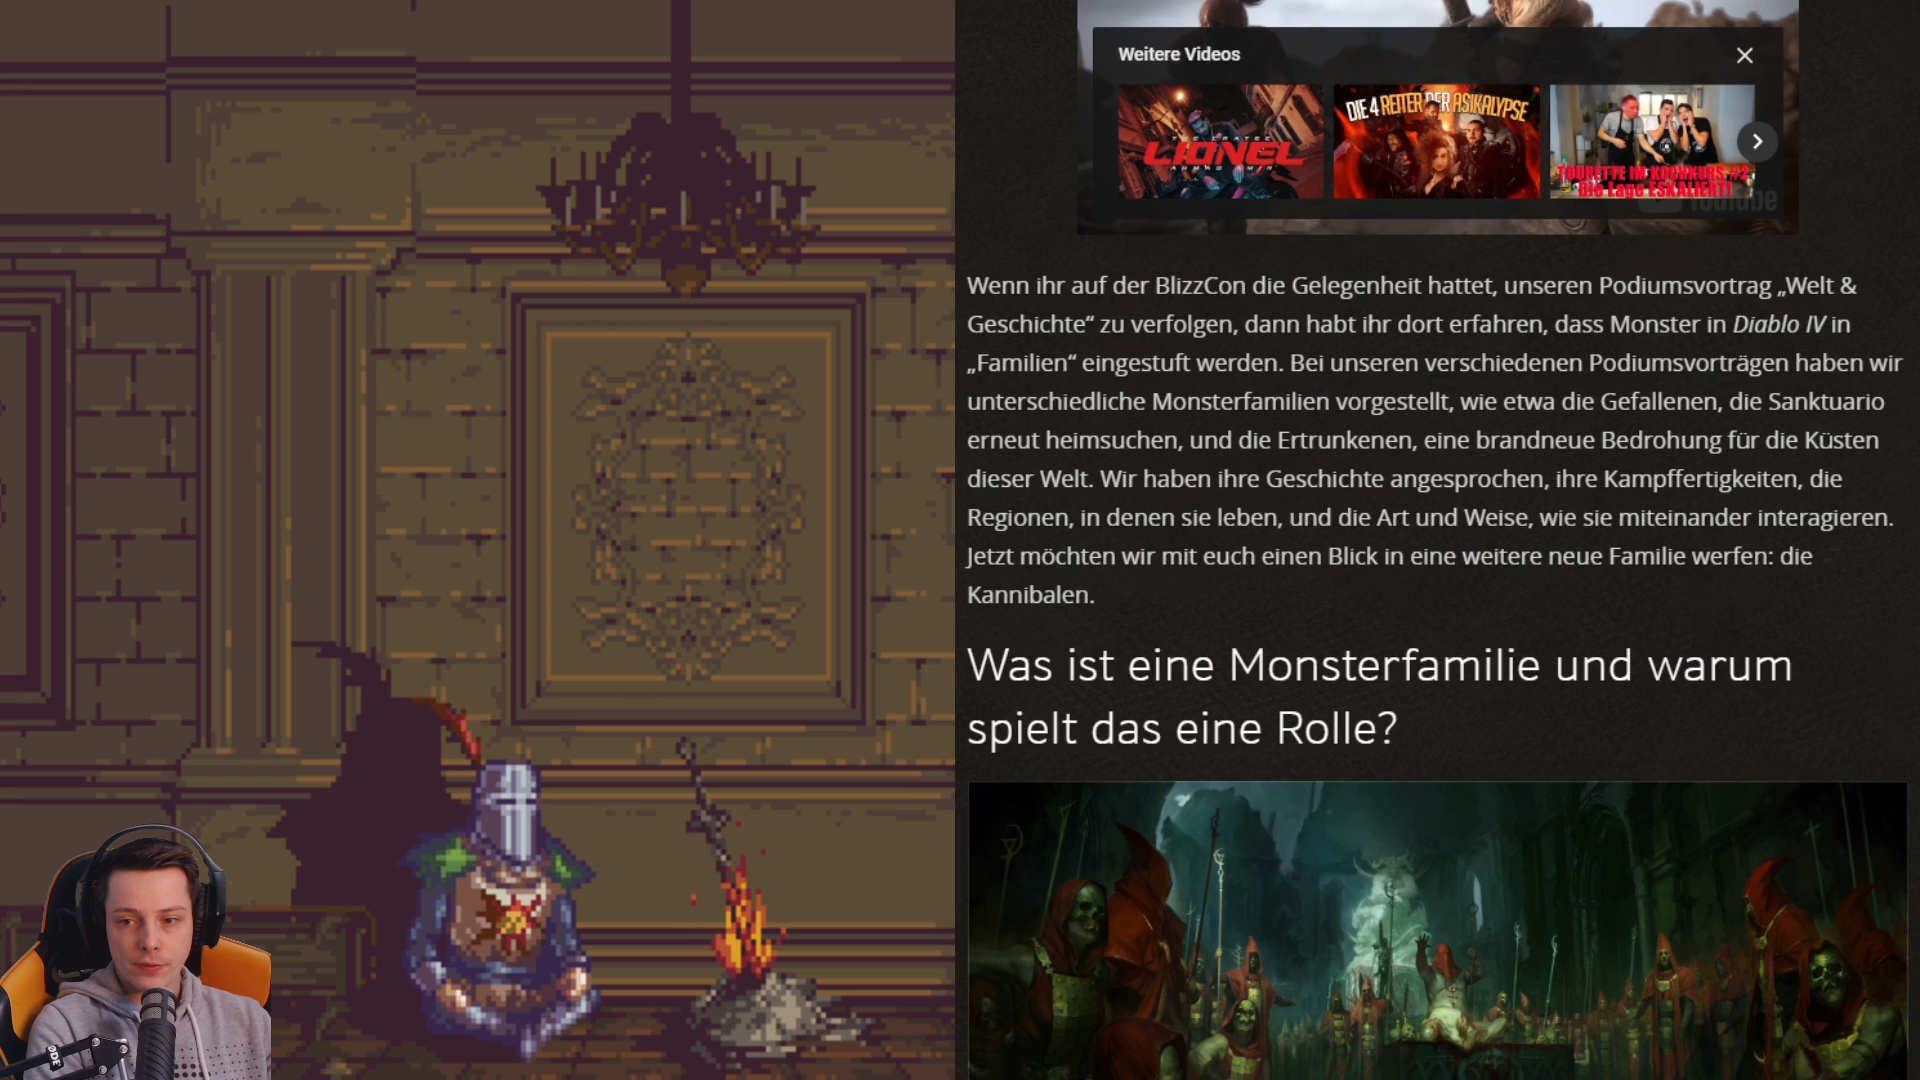 Weitere Videos
LIONEL
DIE 4 REITER DER ASIKALYPSE
TOURETTE IM KOCHKURS #2
Die Lage ESKALIERT!
YouTube
Wenn ihr auf der BlizzCon die Gelegenheit hattet, unseren Podiumsvortrag „Welt &
Geschichte“ zu verfolgen, dann habt ihr dort erfahren, dass Monster in Diablo IV in
„Familien“ eingestuft werden. Bei unseren verschiedenen Podiumsvorträgen haben wir
unterschiedliche Monsterfamilien vorgestellt, wie etwa die Gefallenen, die Sanktuario
erneut heimsuchen, und die Ertrunkenen, eine brandneue Bedrohung für die Küsten
dieser Welt. Wir haben ihre Geschichte angesprochen, ihre Kampffertigkeiten, die
Regionen, in denen sie leben, und die Art und Weise, wie sie miteinander interagieren.
Jetzt möchten wir mit euch einen Blick in eine weitere neue Familie werfen: die
Kannibalen.
Was ist eine Monsterfamilie und warum
spielt das eine Rolle?